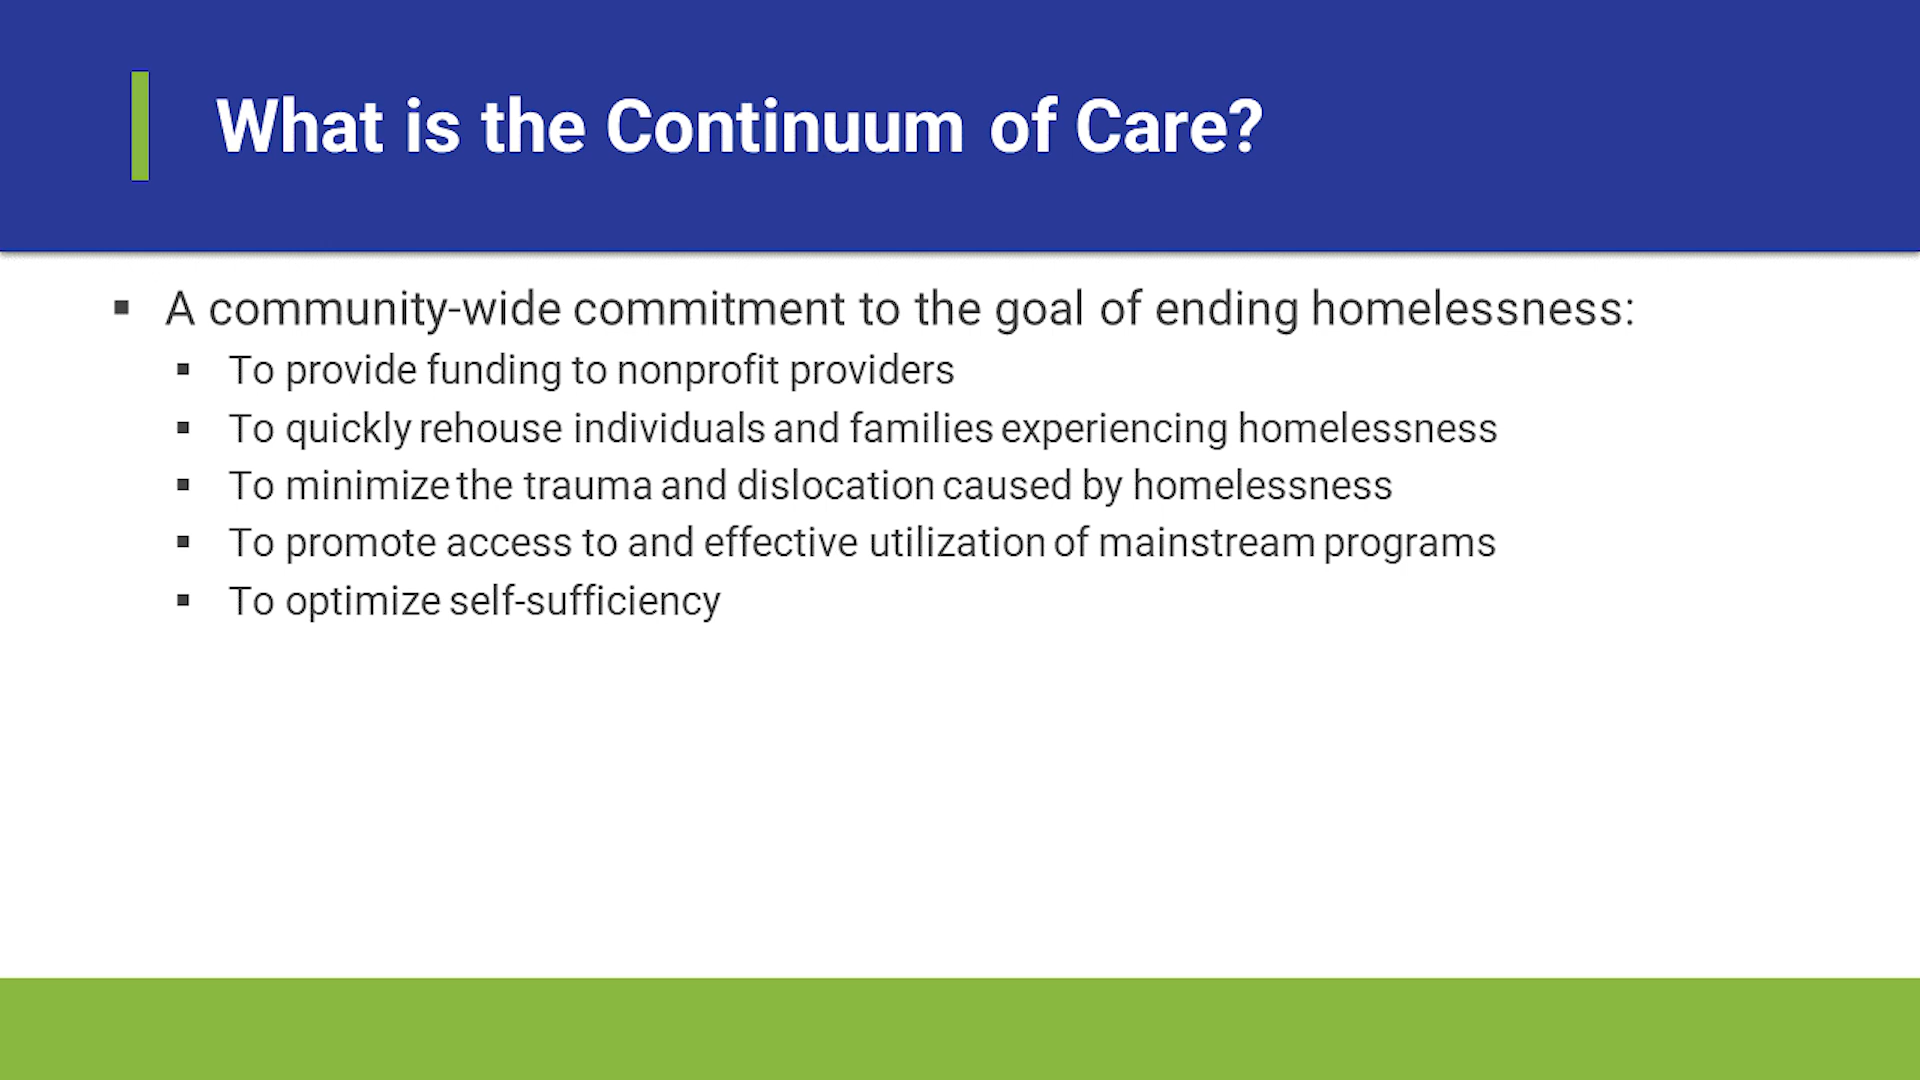 What is the Continuum of Care?
▪ A community-wide commitment to the goal of ending homelessness:
▪ To provide funding to nonprofit providers
▪ To quickly rehouse individuals and families experiencing homelessness
▪ To minimize the trauma and dislocation caused by homelessness
▪ To promote access to and effective utilization of mainstream programs
▪ To optimize self-sufficiency